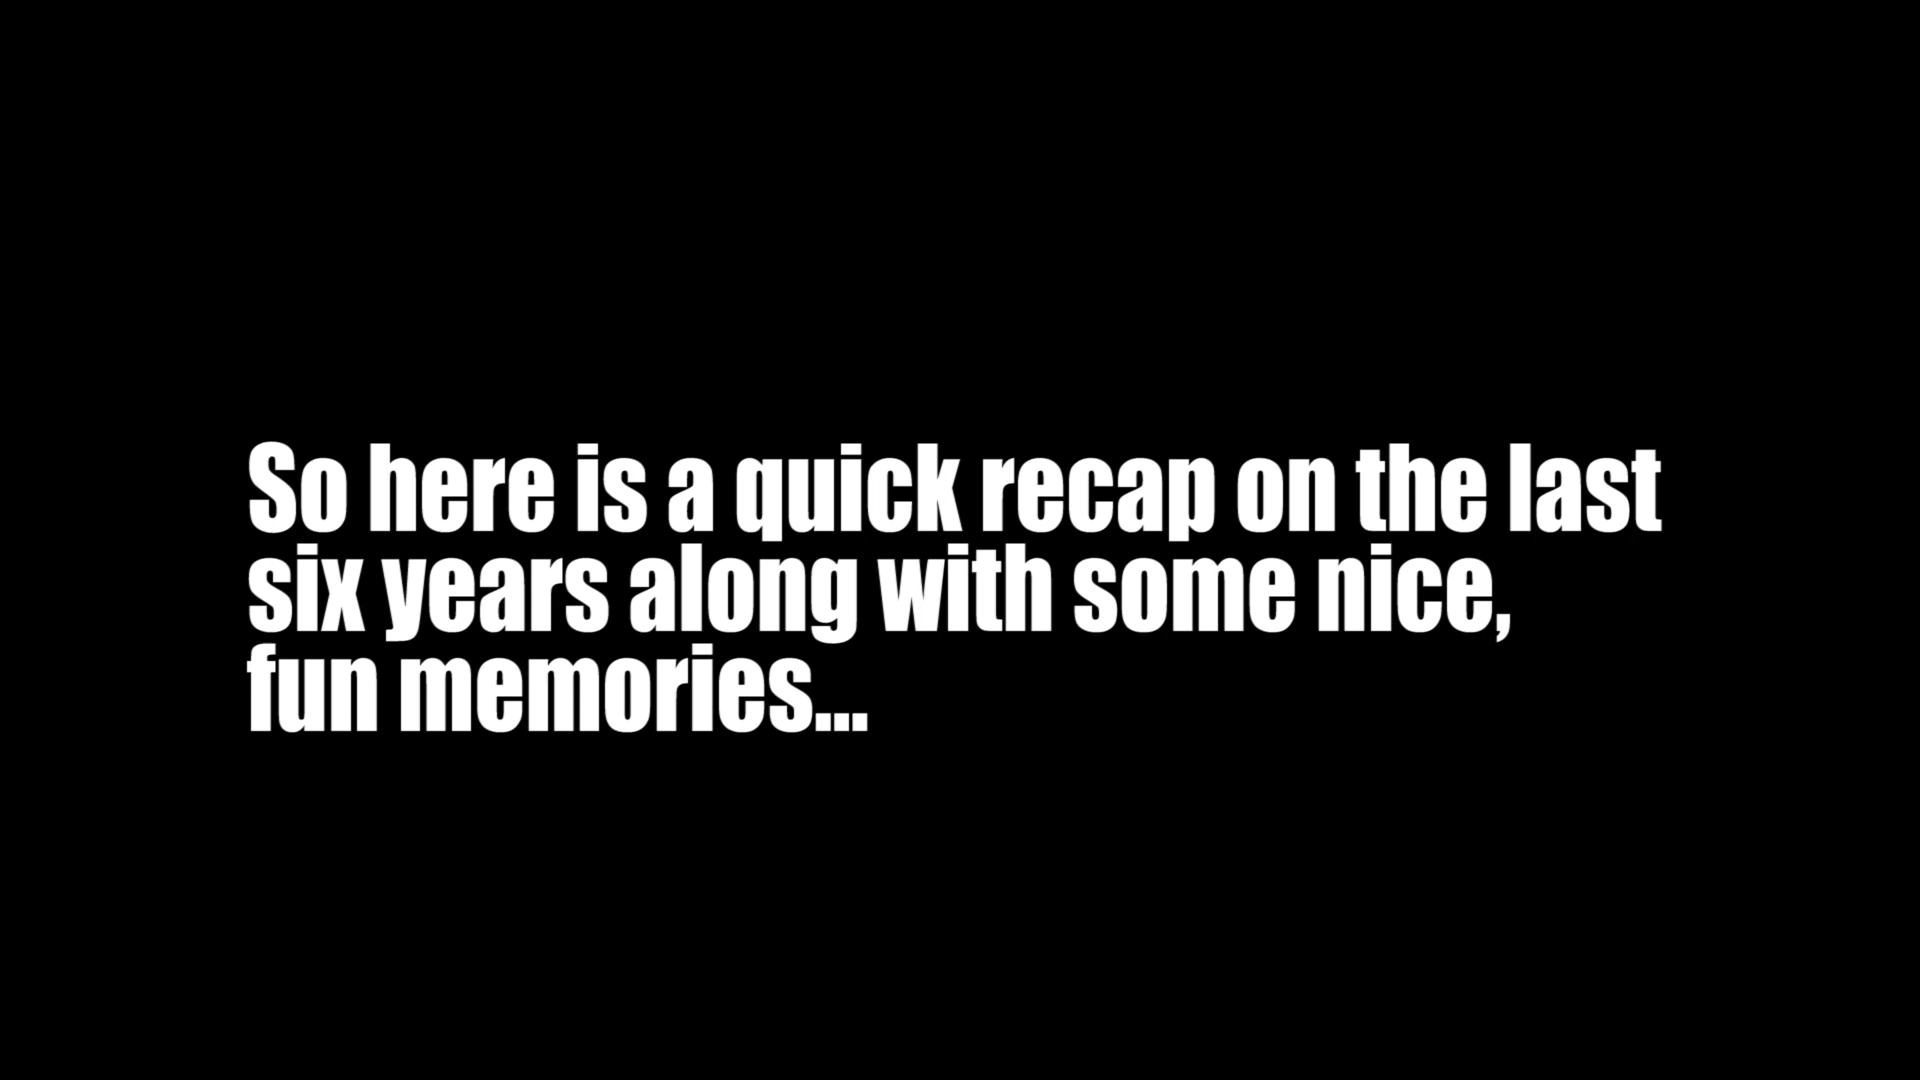 So here is a quick recap on the last
six years along with some nice,
fun memories...